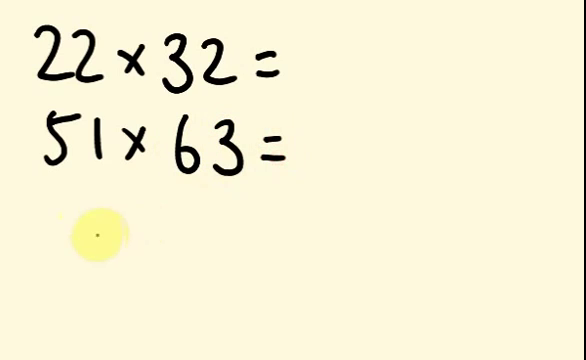 22 × 32 =
51 × 63 =